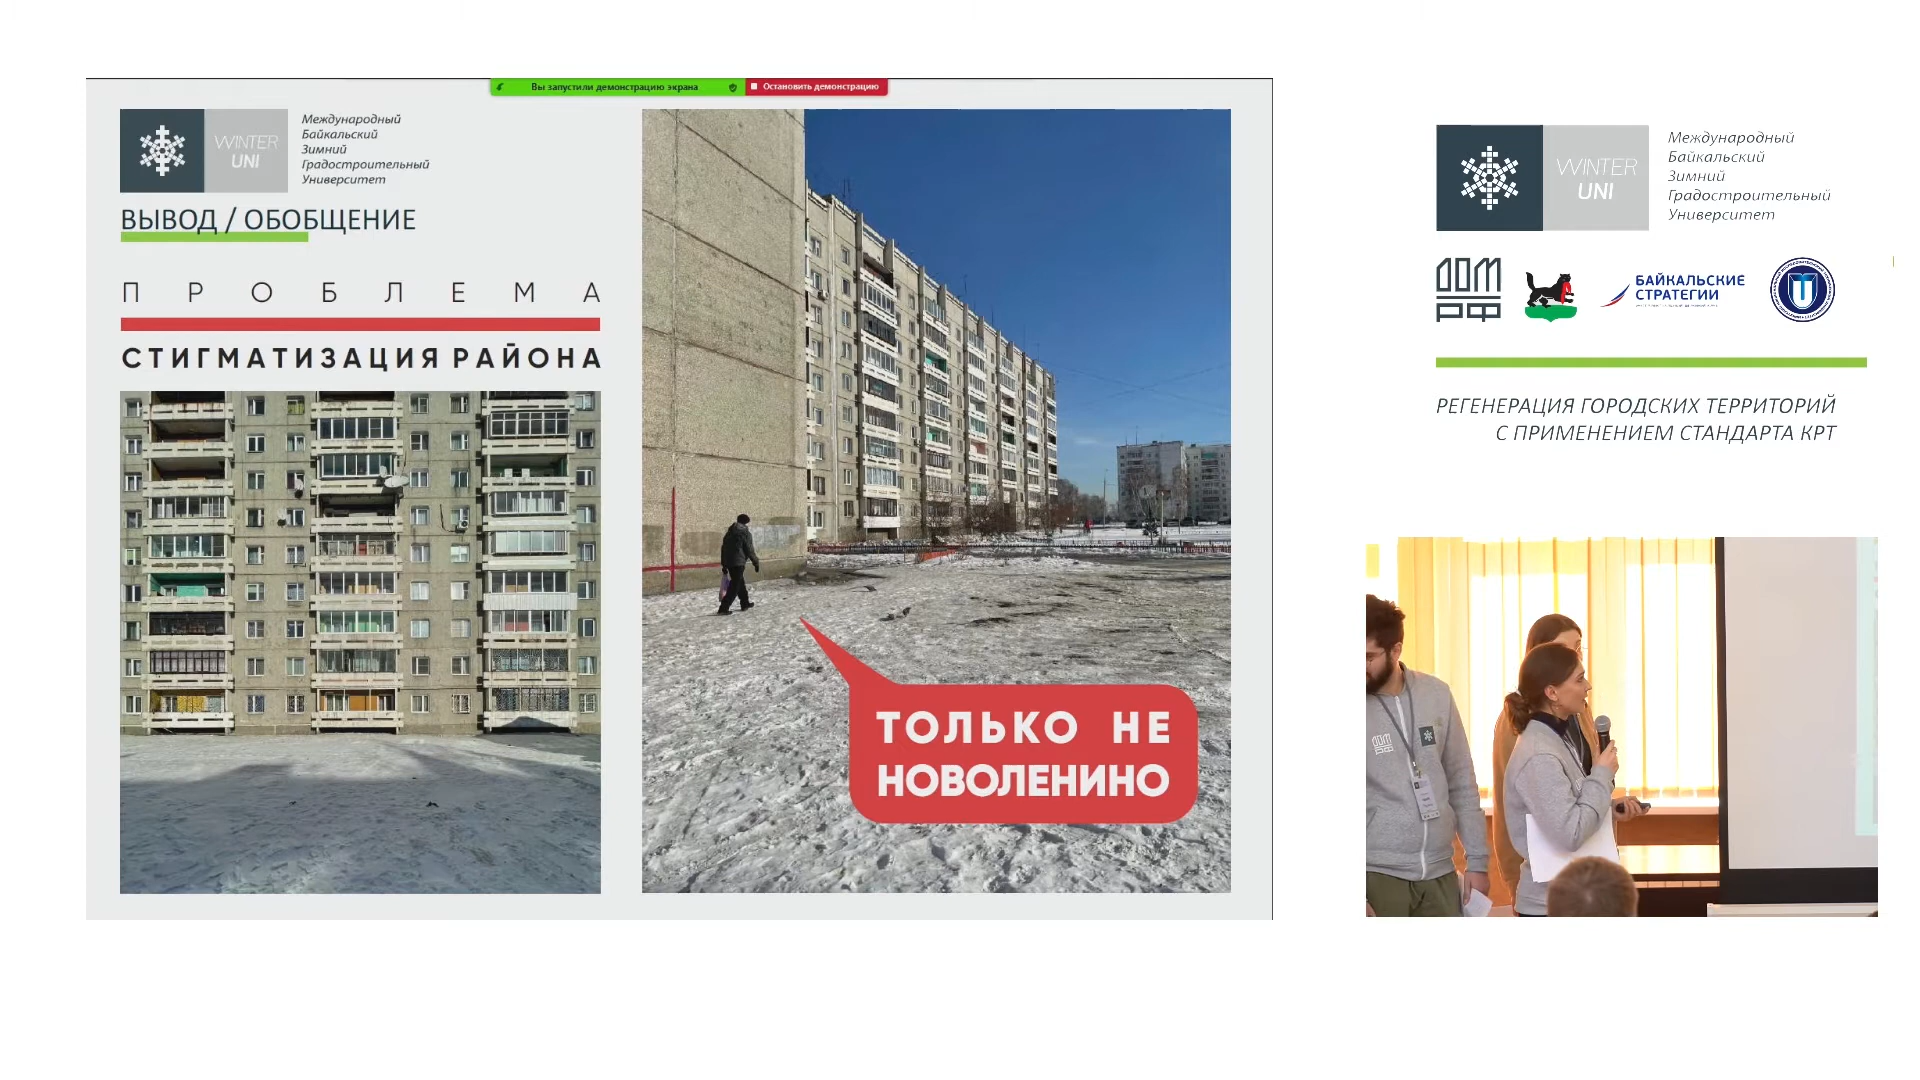 Вы запустили демонстрацию экрана
Остановить демонстрацию
WINTER
UNI
Международный
Байкальский
Зимний
Градостроительный
Университет
ВЫВОД / ОБОБЩЕНИЕ
ПРОБЛЕМА
СТИГМАТИЗАЦИЯ РАЙОНА
ТОЛЬКО НЕ
НОВОЛЕНИНО
WINTER
UNI
Международный
Байкальский
Зимний
Градостроительный
Университет
ДОМ
РФ
БАЙКАЛЬСКИЕ
СТРАТЕГИИ
РЕГЕНЕРАЦИЯ ГОРОДСКИХ ТЕРРИТОРИЙ
С ПРИМЕНЕНИЕМ СТАНДАРТА КРТ